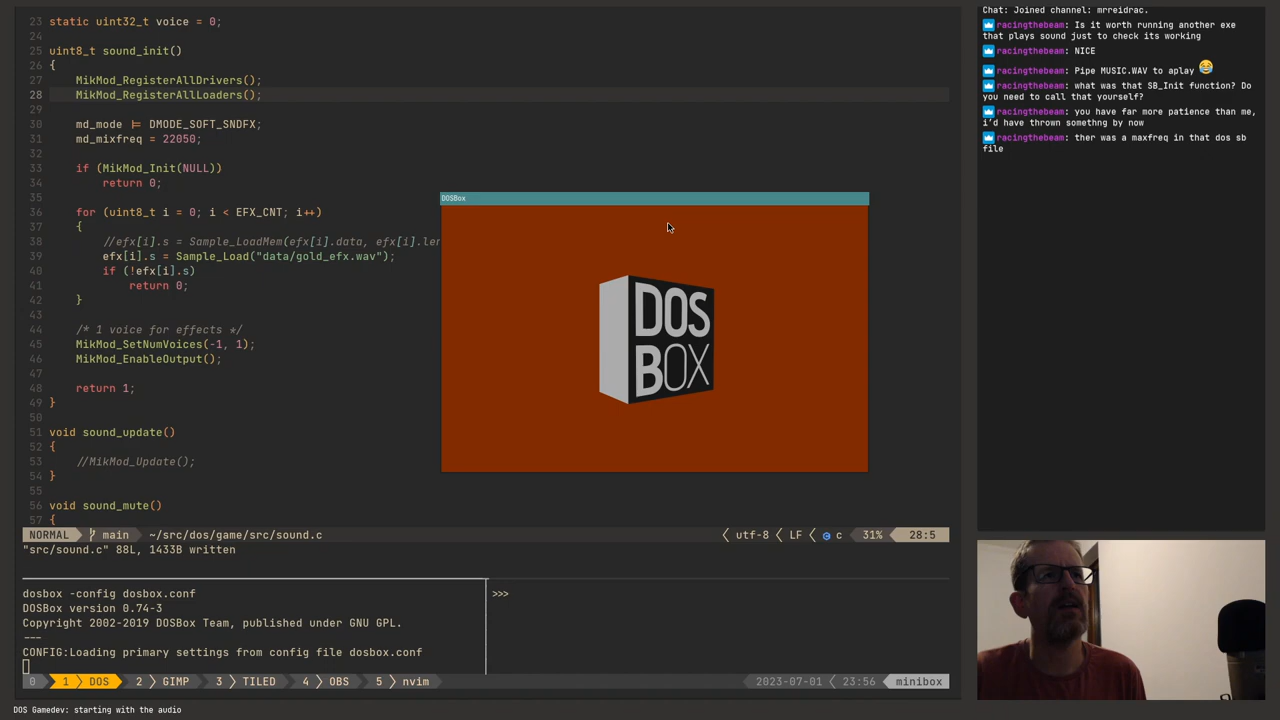 23 static uint32_t voice = 0;
24
25 uint8_t sound_init()
26 {
27     MikMod_RegisterAllDrivers();
28     MikMod_RegisterAllLoaders();
29
30     md_mode |= DMODE_SOFT_SNDFX;
31     md_mixfreq = 22050;
32
33     if (MikMod_Init(NULL))
34         return 0;
35
36     for (uint8_t i = 0; i < EFX_CNT; i++)
37     {
38         //efx[i].s = Sample_LoadMem(efx[i].data, efx[i].ler
39         efx[i].s = Sample_Load("data/gold_efx.wav");
40         if (!efx[i].s)
41             return 0;
42     }
43
44     /* 1 voice for effects */
45     MikMod_SetNumVoices(-1, 1);
46     MikMod_EnableOutput();
47
48     return 1;
49 }
50
51 void sound_update()
52 {
53     //MikMod_Update();
54 }
55
56 void sound_mute()
57 {
NORMAL main ~/src/dos/game/src/sound.c utf-8 < LF < c 31% 28:5
"src/sound.c" 88L, 1433B written
DOSBox
DOS
BOX
dosbox -config dosbox.conf
DOSBox version 0.74-3
Copyright 2002-2019 DOSBox Team, published under GNU GPL.
---
CONFIG:Loading primary settings from config file dosbox.conf
>>>
0 1 > DOS 2 > GIMP 3 > TILED 4 > OBS 5 > nvim 2023-07-01 < 23:56 minibox
DOS Gamedev: starting with the audio
Chat: Joined channel: mrreidrac.
racingthebeam: Is it worth running another exe
that plays sound just to check its working
racingthebeam: NICE
racingthebeam: Pipe MUSIC.WAV to aplay 😂
racingthebeam: what was that SB_Init function? Do
you need to call that yourself?
racingthebeam: you have far more patience than me,
i'd have thrown somethng by now
racingthebeam: ther was a maxfreq in that dos sb
file